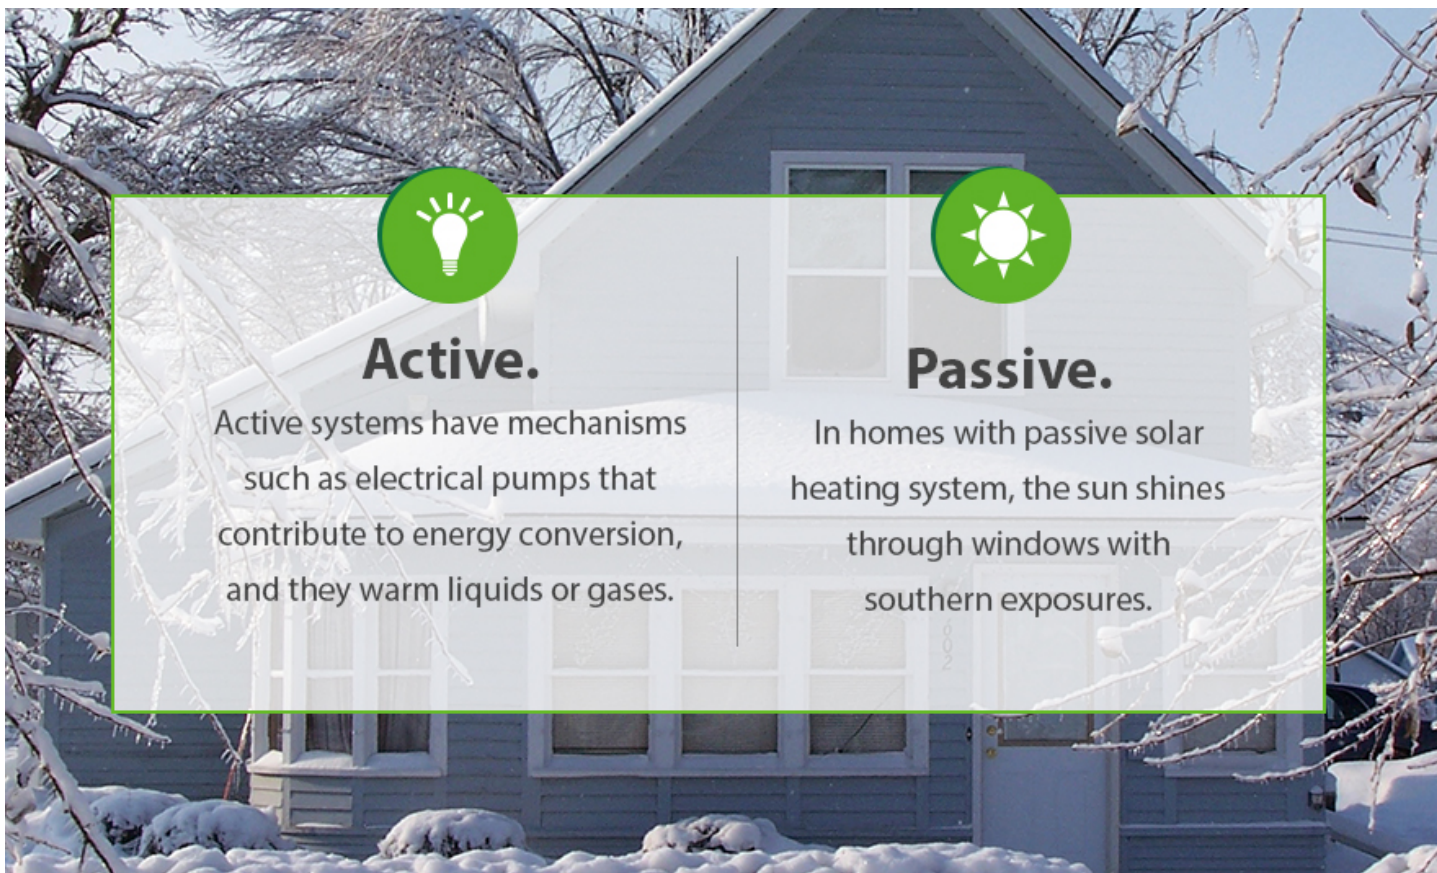 Active.
Active systems have mechanisms
such as electrical pumps that
contribute to energy conversion,
and they warm liquids or gases.
Passive.
In homes with passive solar
heating system, the sun shines
through windows with
southern exposures.